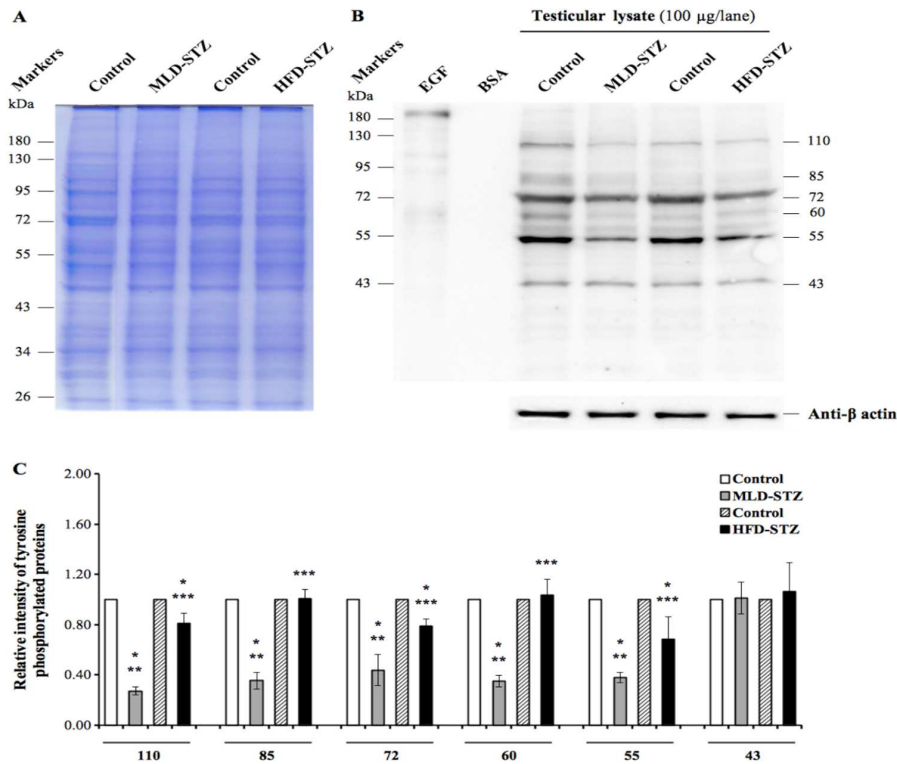 A
Markers
Control
MLD-STZ
Control
HFD-STZ
kDa
180
130
95
72
55
43
34
26
B
Testicular lysate (100 µg/lane)
Markers
EGF
BSA
Control
MLD-STZ
Control
HFD-STZ
kDa
180
130
95
72
55
43
110
85
72
60
55
43
Anti-β actin
C
Relative intensity of tyrosine
phosphorylated proteins
2.00
1.60
1.20
0.80
0.40
0.00
Control
MLD-STZ
Control
HFD-STZ
*
**
*
***
*
**
***
*
**
*
***
*
**
***
*
**
*
***
110
85
72
60
55
43